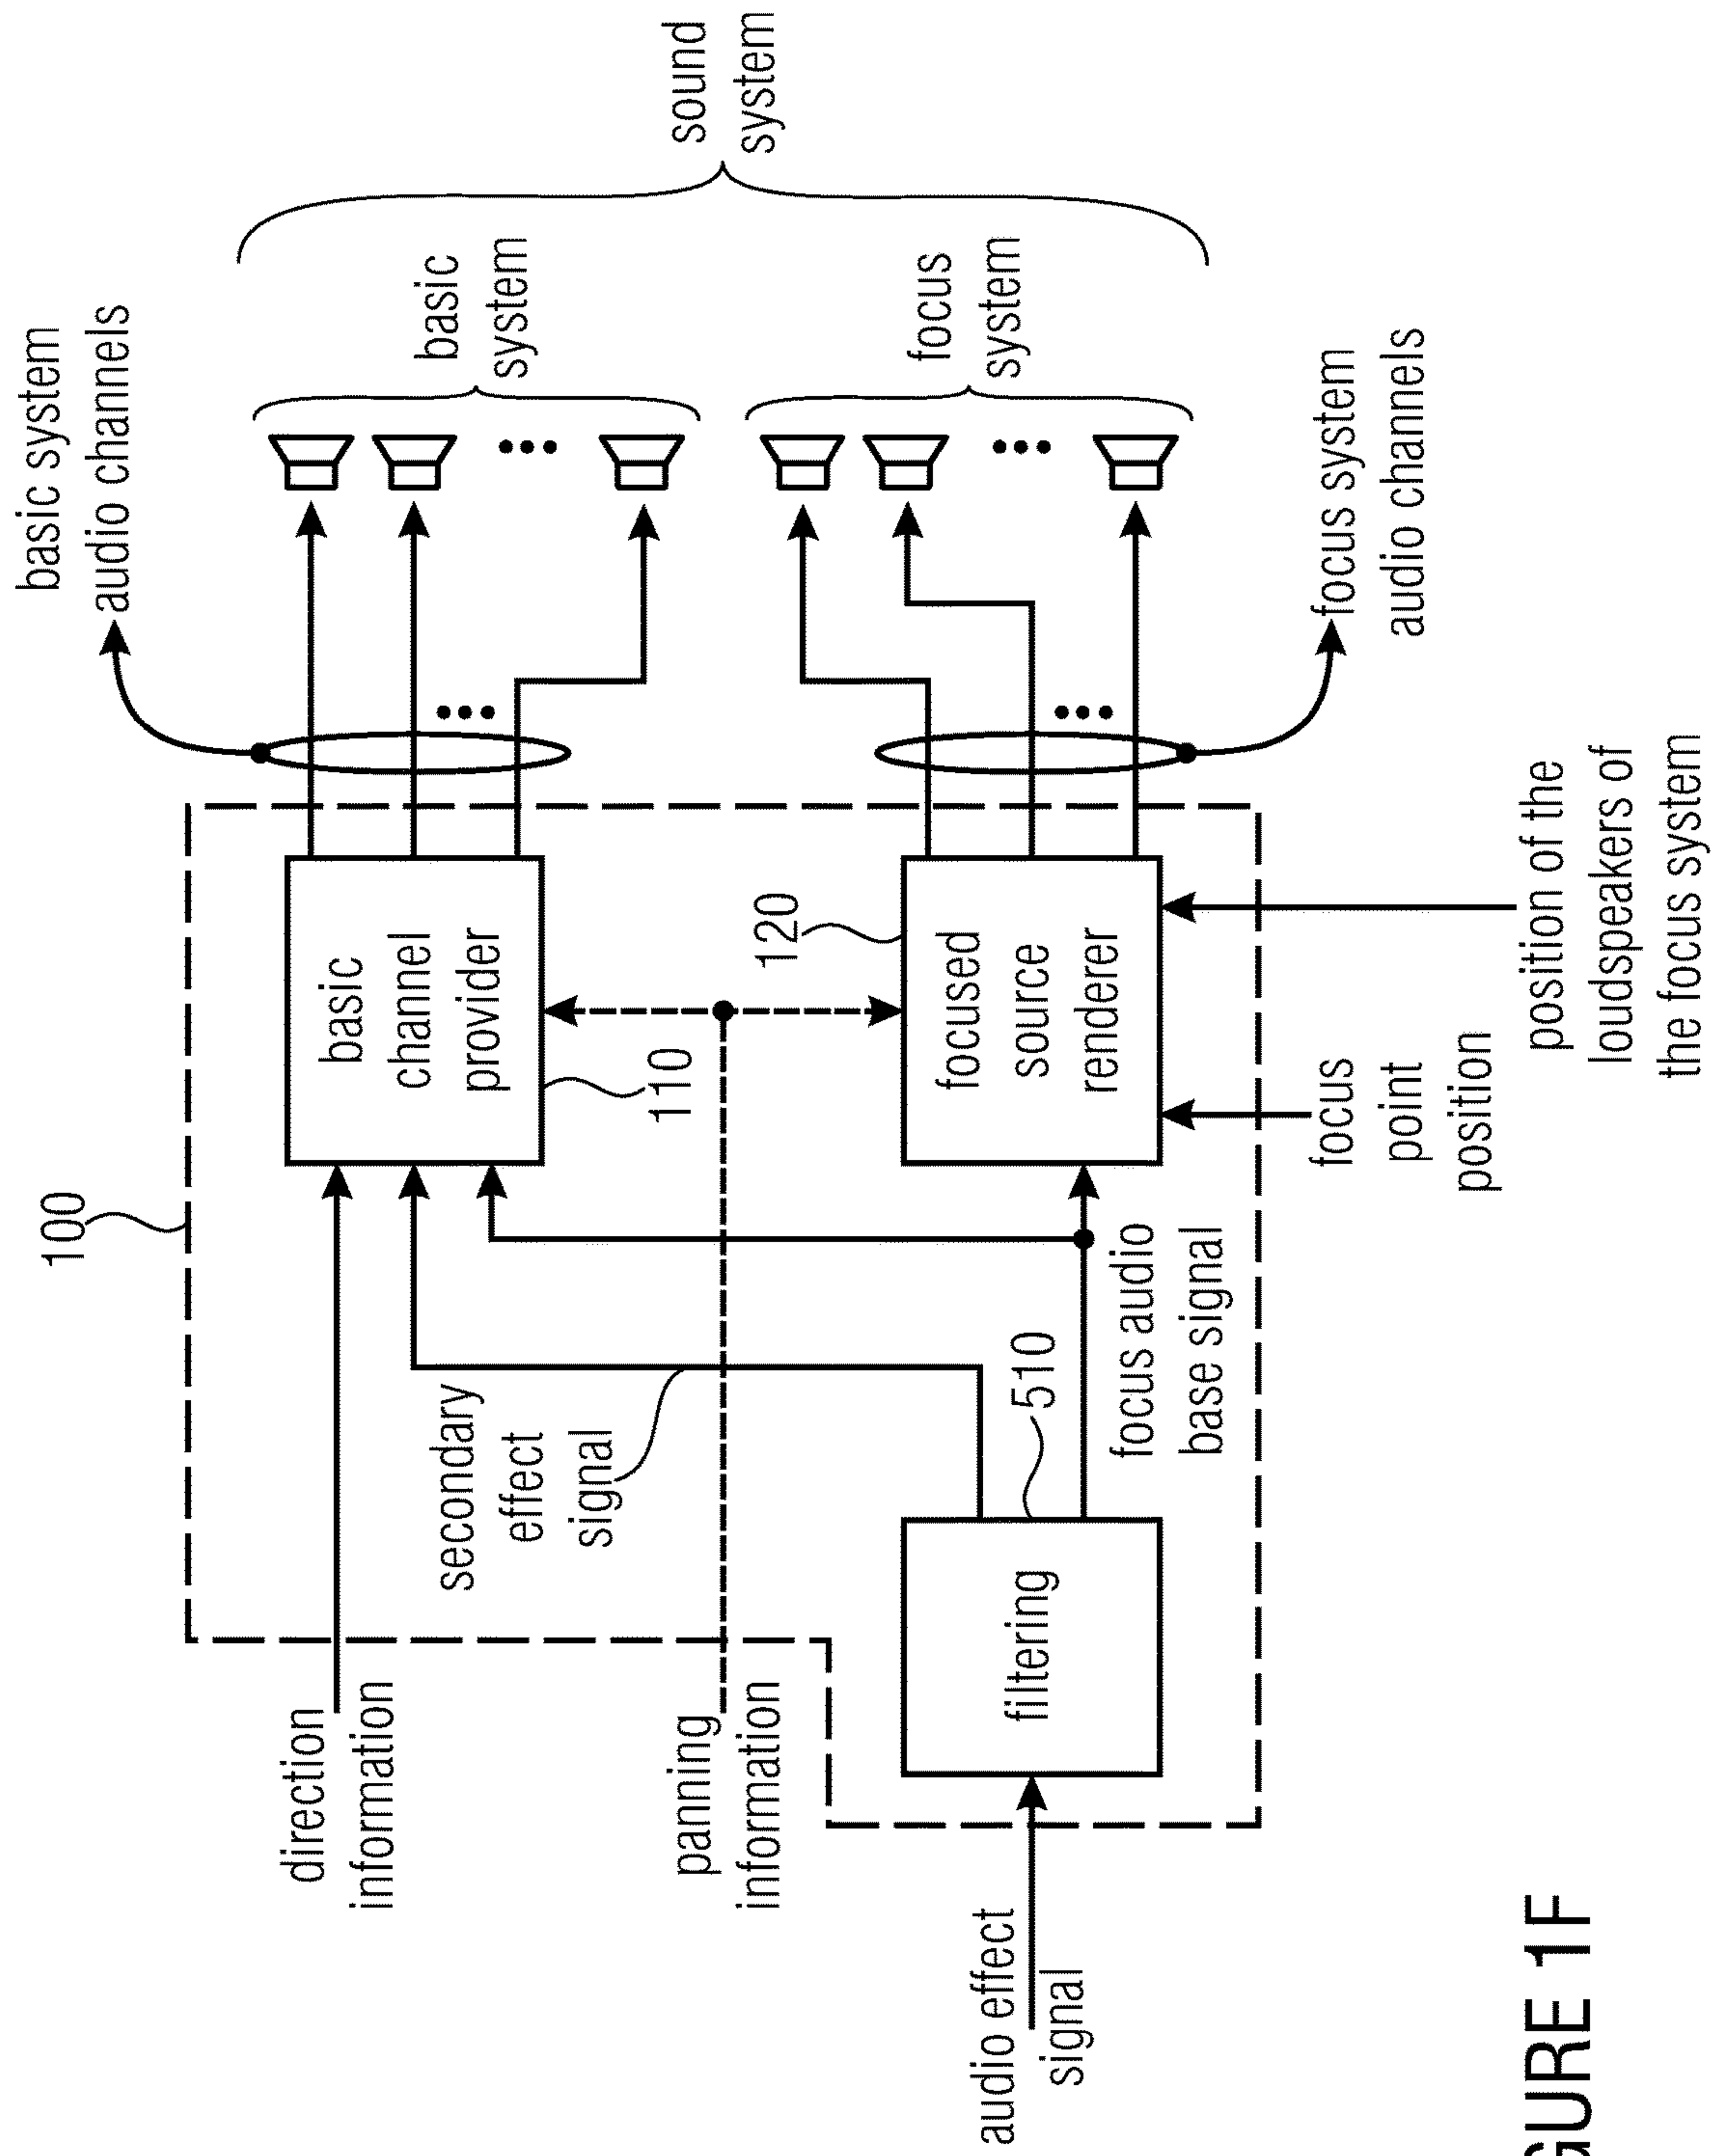 basic system
audio channels
sound
system
basic
system
focus
system
focus system
audio channels
100
basic
channel
provider
110
120
focused
source
renderer
position of the
loudspeakers of
the focus system
focus
point
position
direction
information
secondary
effect
signal
panning
information
510
focus audio
base signal
filtering
audio effect
signal
GURE 1F